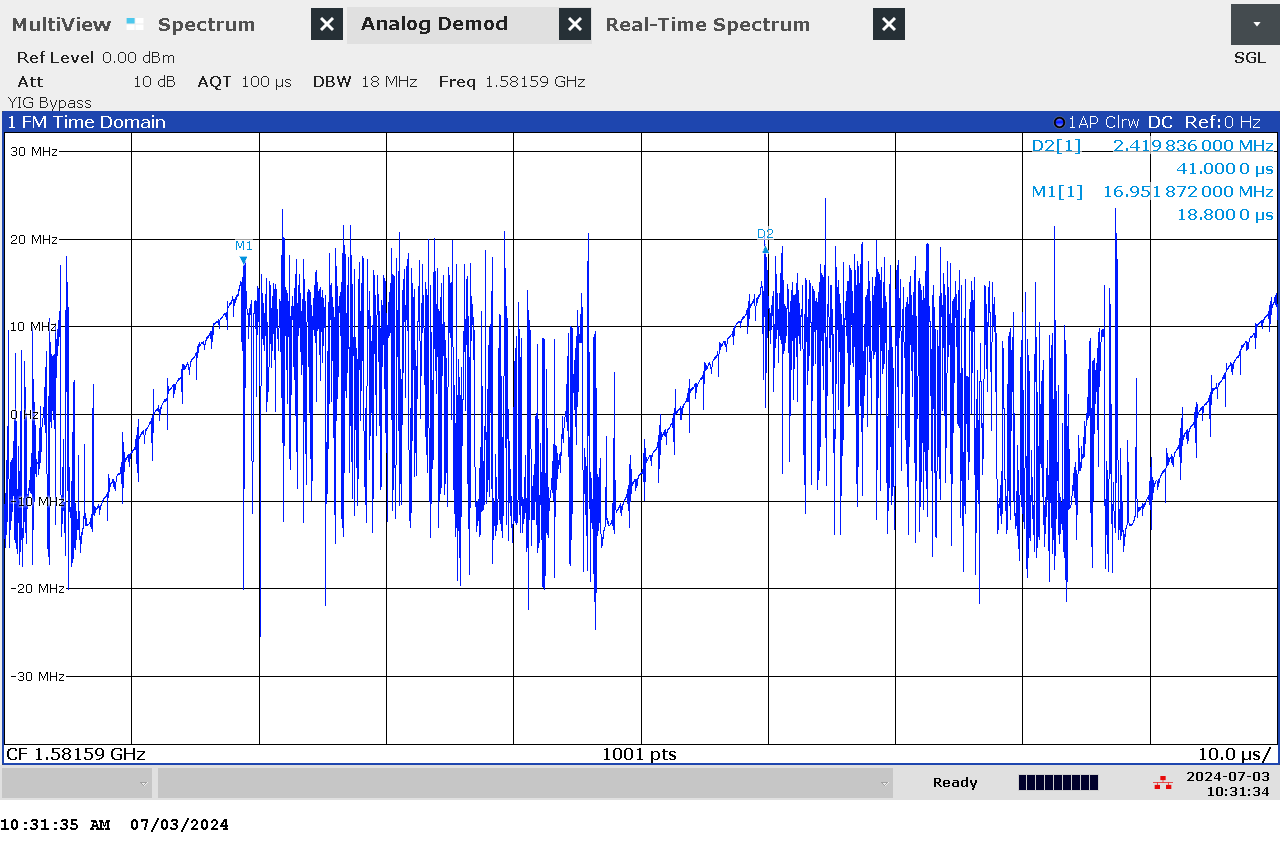 MultiView Spectrum Analog Demod Real-Time Spectrum
SGL
Ref Level 0.00 dBm
Att 10 dB AQT 100 µs DBW 18 MHz Freq 1.58159 GHz
YIG Bypass
1 FM Time Domain 1AP Clrw DC Ref:0 Hz
30 MHz
D2[1] 2.419 836 000 MHz
41.000 0 µs
M1[1] 16.951 872 000 MHz
18.800 0 µs
20 MHz
M1
D2
10 MHz
0 Hz
-10 MHz
-20 MHz
-30 MHz
CF 1.58159 GHz 1001 pts 10.0 µs/
Ready 2024-07-03
10:31:34
10:31:35 AM 07/03/2024